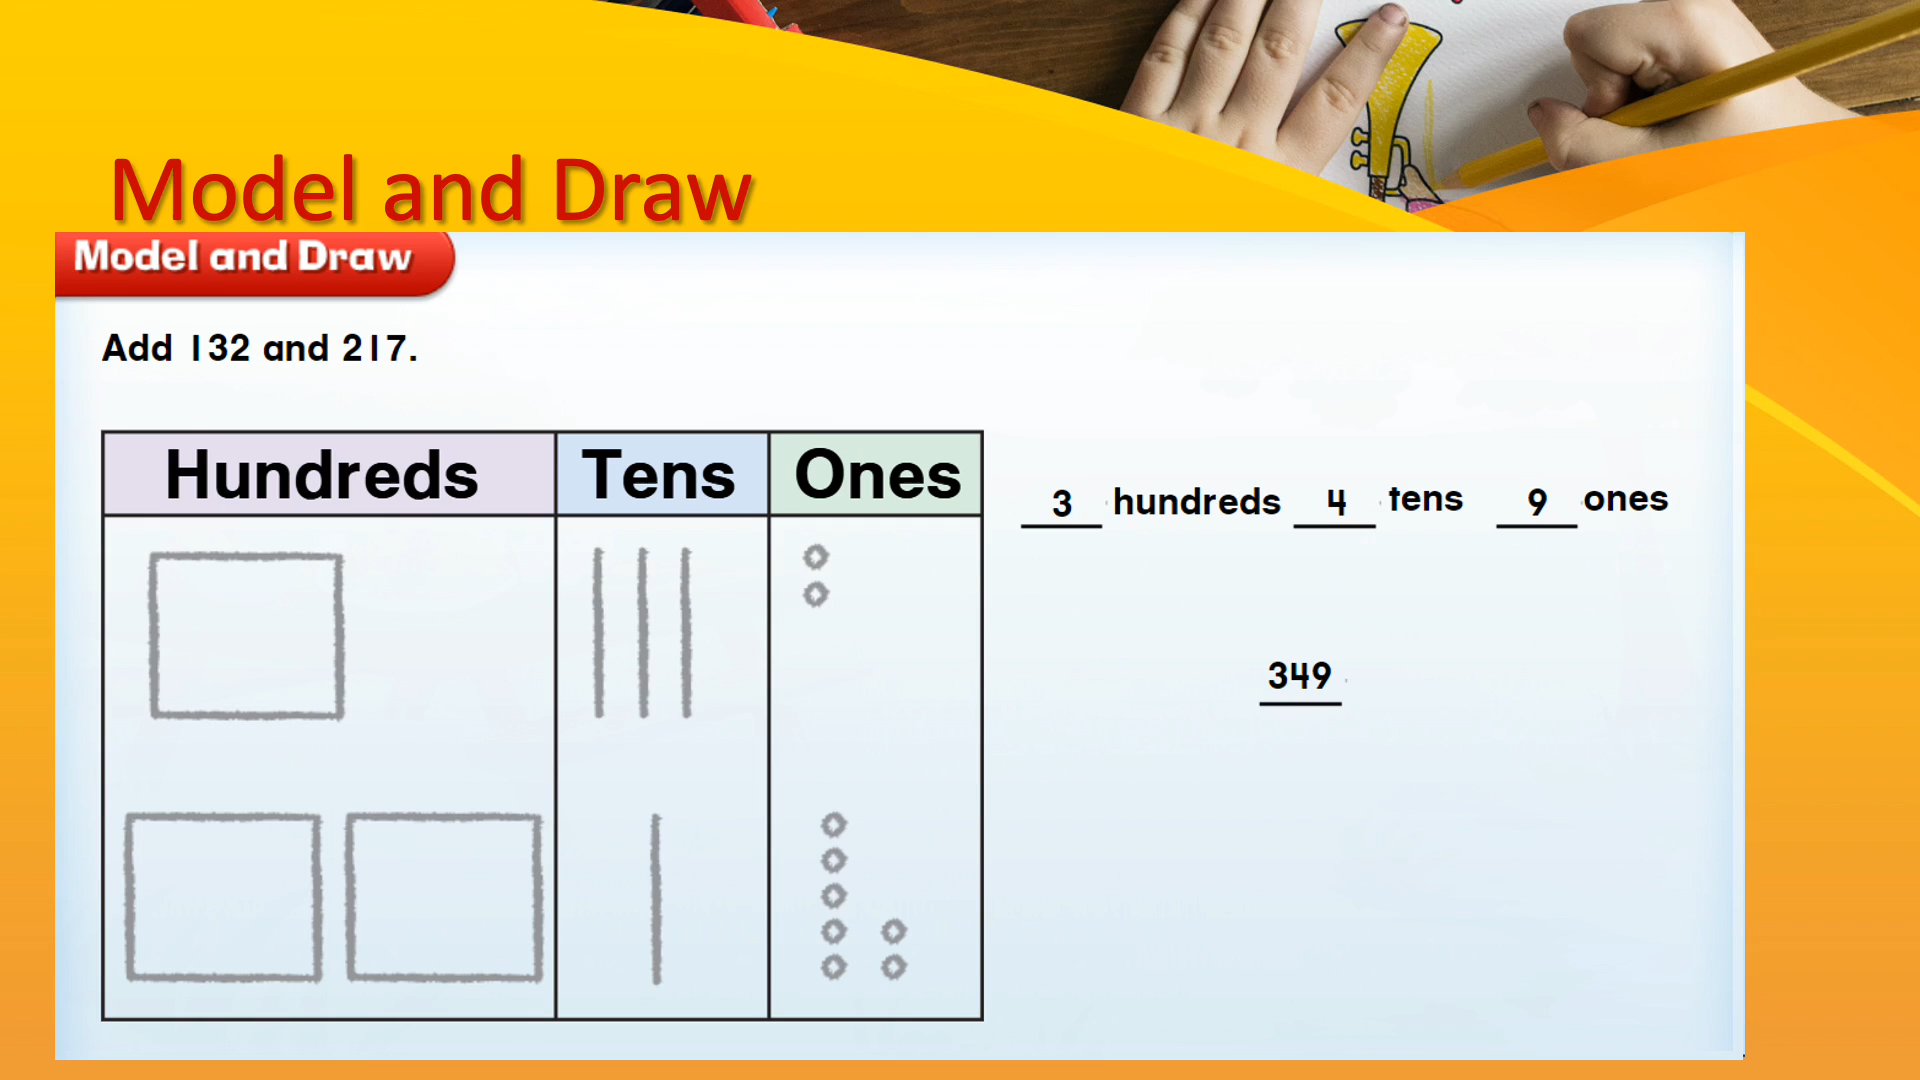 Model and Draw
Model and Draw
Add 132 and 217.
Hundreds Tens Ones
3 hundreds 4 tens 9 ones
349